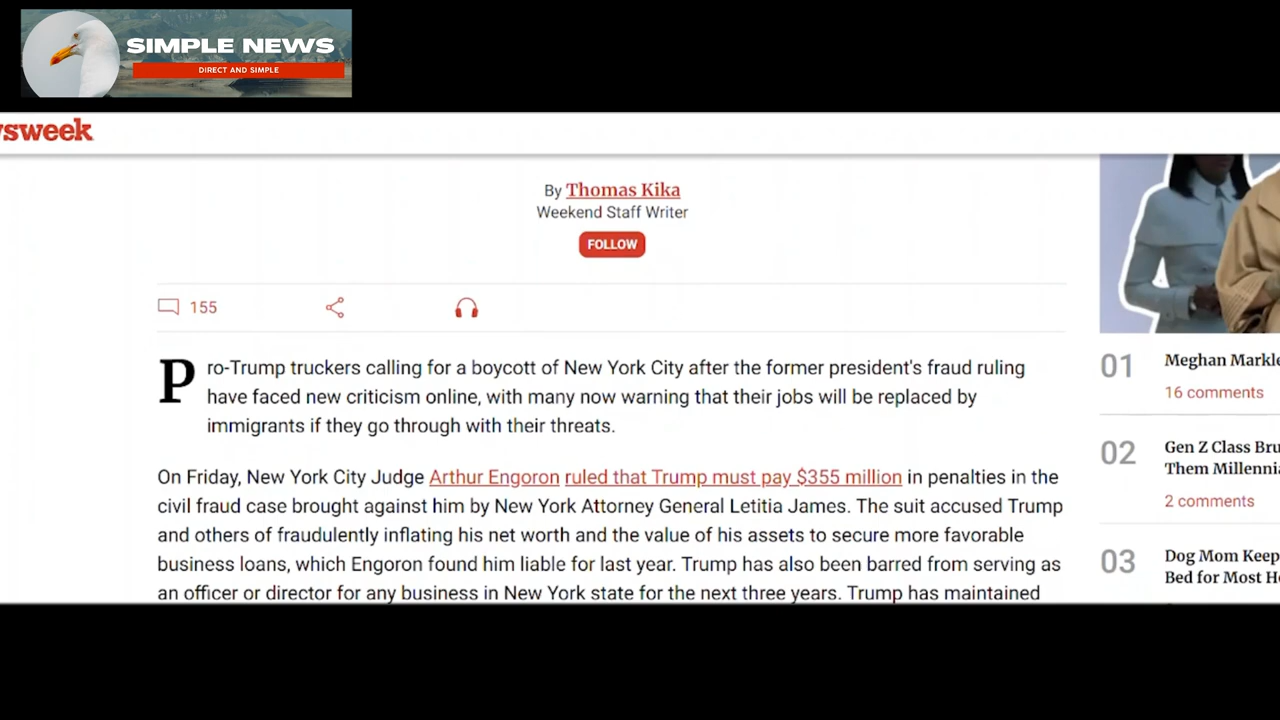 SIMPLE NEWS
DIRECT AND SIMPLE
sweek
By Thomas Kika
Weekend Staff Writer
FOLLOW
155
Pro-Trump truckers calling for a boycott of New York City after the former president's fraud ruling
have faced new criticism online, with many now warning that their jobs will be replaced by
immigrants if they go through with their threats.
On Friday, New York City Judge Arthur Engoron ruled that Trump must pay $355 million in penalties in the
civil fraud case brought against him by New York Attorney General Letitia James. The suit accused Trump
and others of fraudulently inflating his net worth and the value of his assets to secure more favorable
business loans, which Engoron found him liable for last year. Trump has also been barred from serving as
an officer or director for any business in New York state for the next three years. Trump has maintained
01
Meghan Markle
16 comments
02
Gen Z Class Bru
Them Millennia
2 comments
03
Dog Mom Keep
Bed for Most H